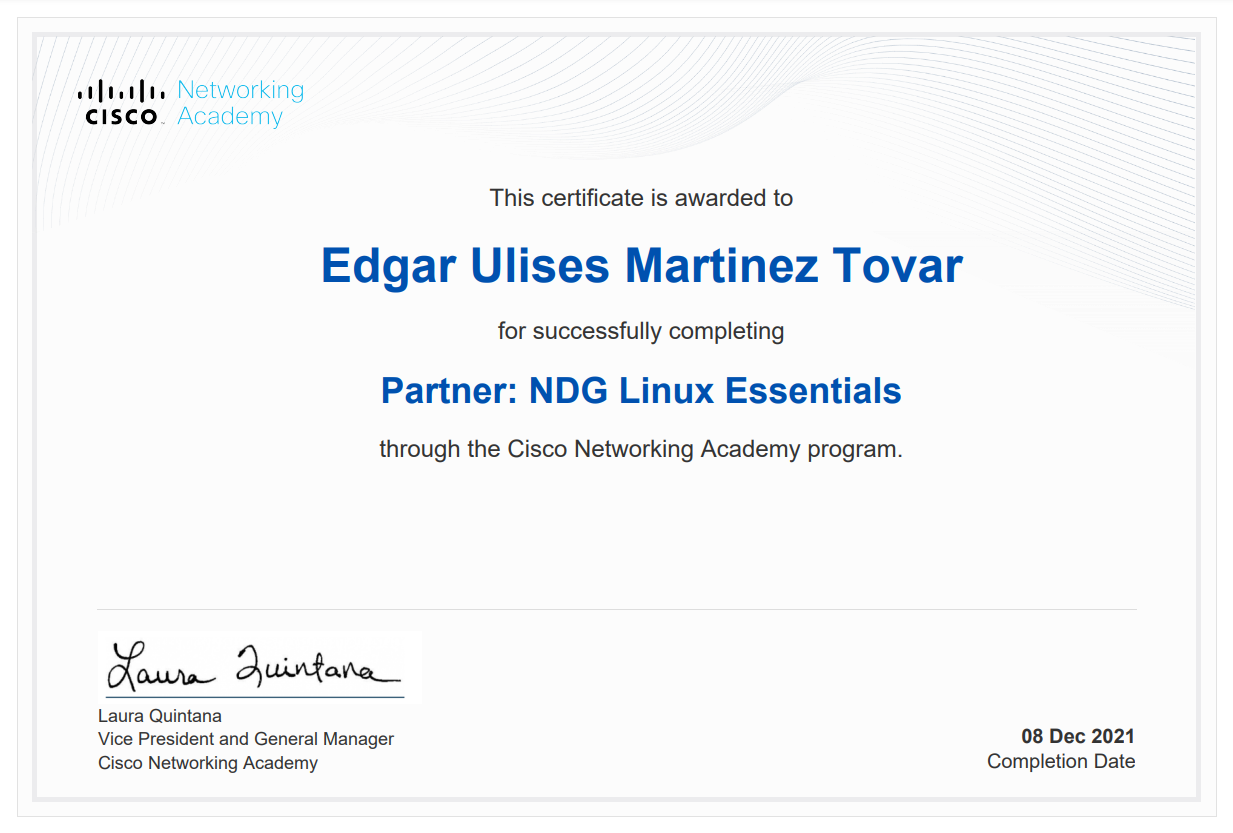 Networking
CISCO Academy
This certificate is awarded to
Edgar Ulises Martinez Tovar
for successfully completing
Partner: NDG Linux Essentials
through the Cisco Networking Academy program.
Laura Quintana
Laura Quintana
Vice President and General Manager
Cisco Networking Academy
08 Dec 2021
Completion Date